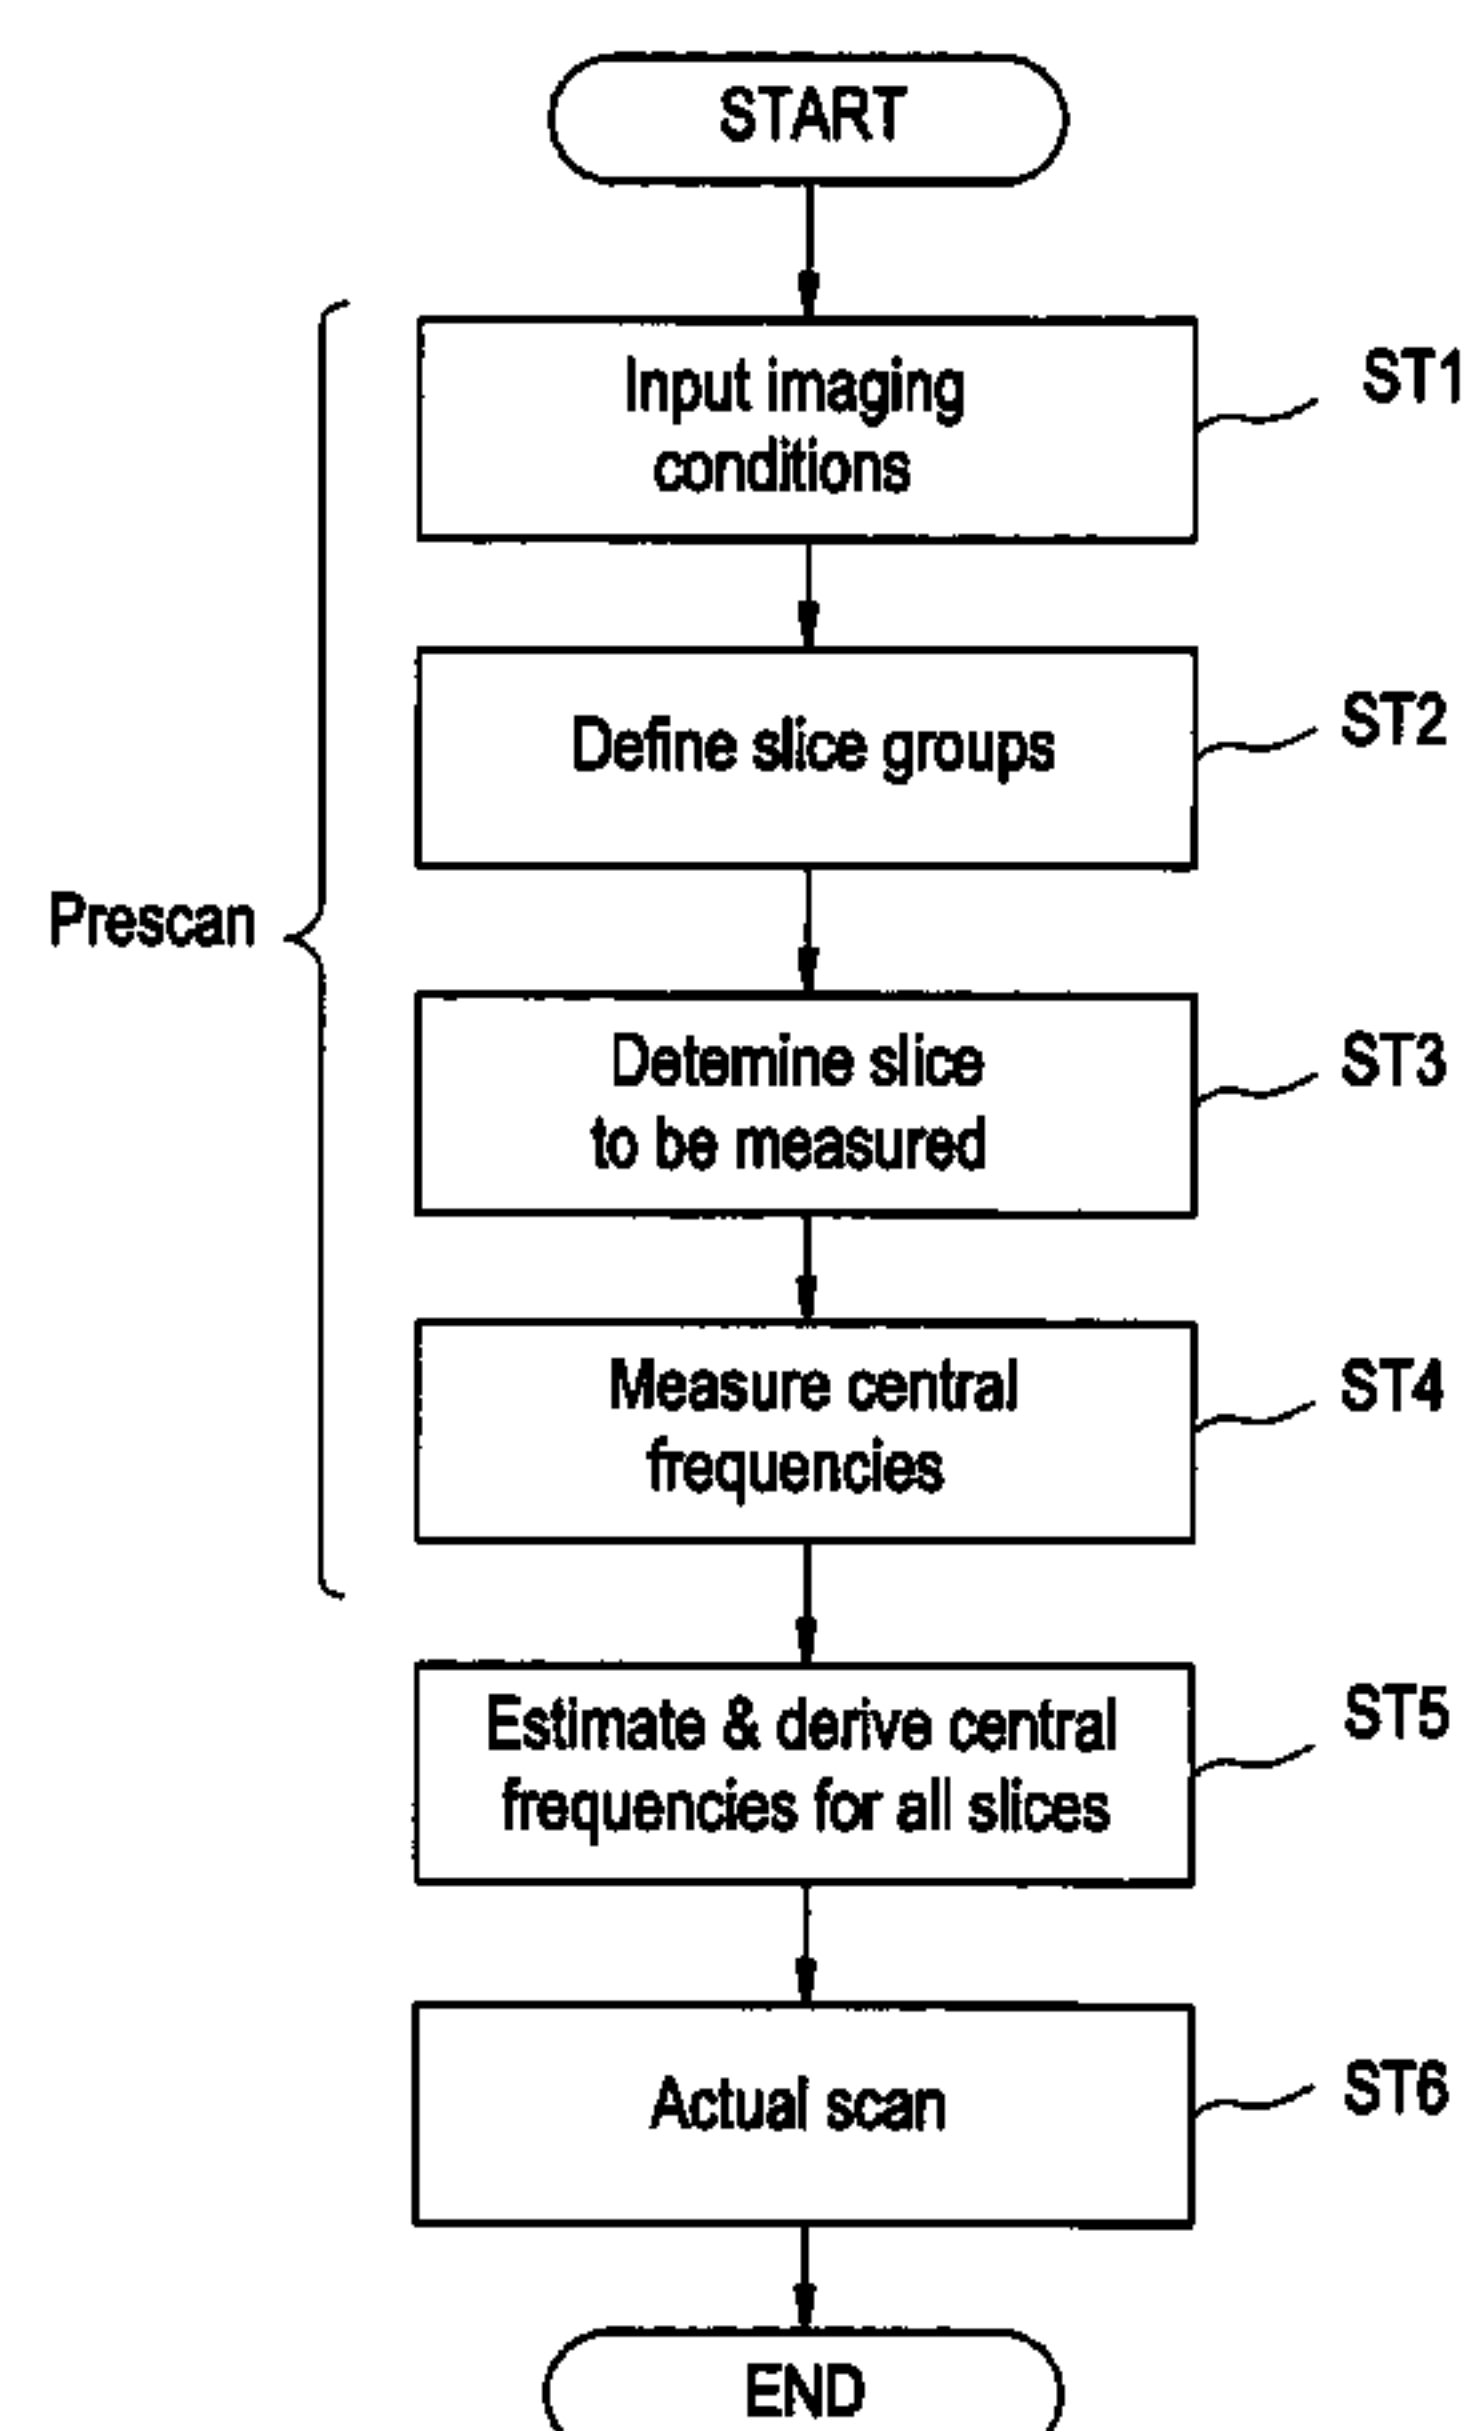 START
Input imaging
conditions
ST1
Define slice groups
ST2
Prescan
Detemine slice
to be measured
ST3
Measure central
frequencies
ST4
Estimate & derive central
frequencies for all slices
ST5
Actual scan
ST6
END